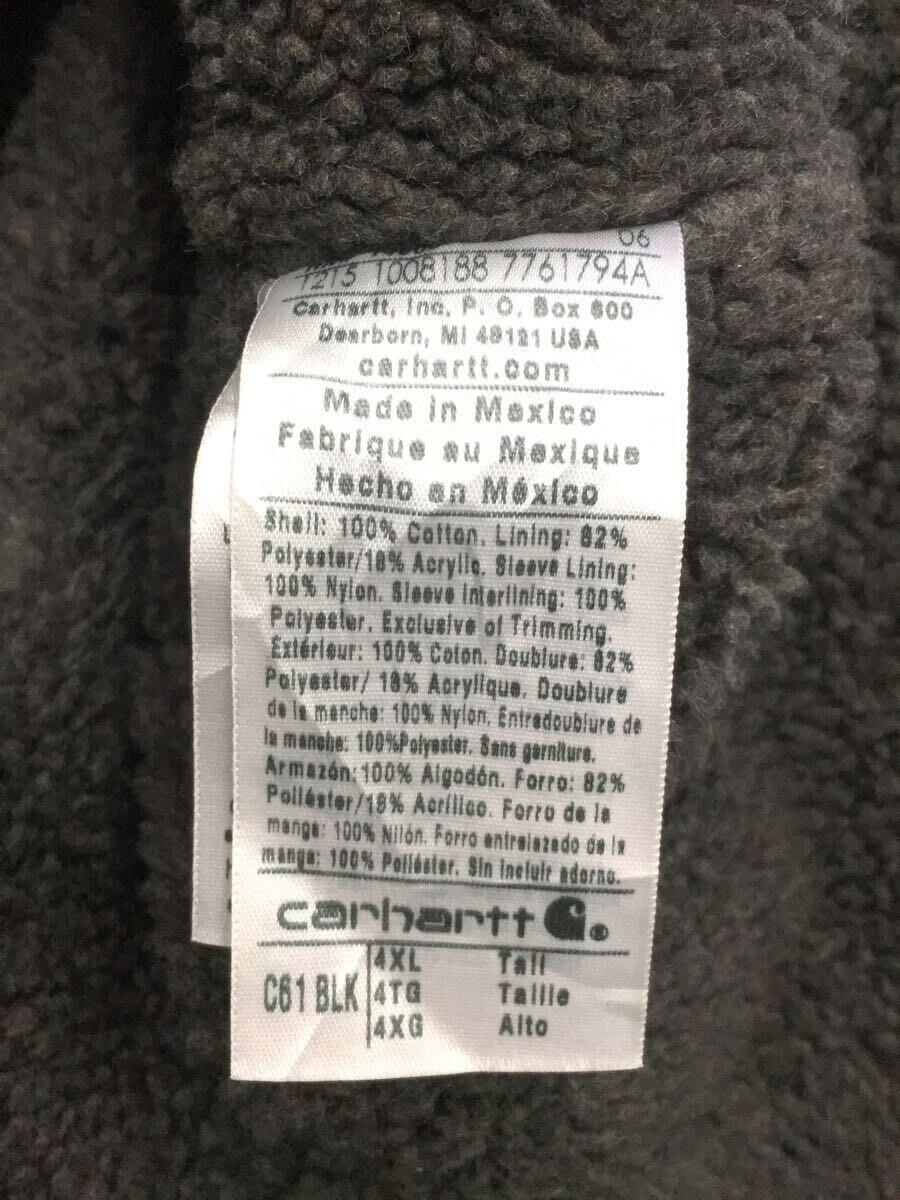 06
1215 1008188 7761794A
Carhartt, Inc. P. O. Box 600
Dearborn, MI 48121 USA
carhartt.com
Made in Mexico
Fabrique au Mexique
Hecho en México
Shell: 100% Cotton. Lining: 82%
Polyester/18% Acrylic. Sleeve Lining:
100% Nylon. Sleeve Interlining: 100%
Polyester. Exclusive of Trimming.
Extérieur: 100% Coton. Doublure: 82%
Polyester/ 18% Acrylique. Doublure
de la manche: 100% Nylon. Entredoublure de
la manche: 100%Polyester. Sans garniture.
Armazón: 100% Algodón. Forro: 82%
Poliéster/18% Acrílico. Forro de la
manga: 100% Nilón. Forro entrelazado de la
manga: 100% Poliéster. Sin incluir adorno.
carhartt ®
C61 BLK
4XL Tall
4TG Taille
4XG Alto